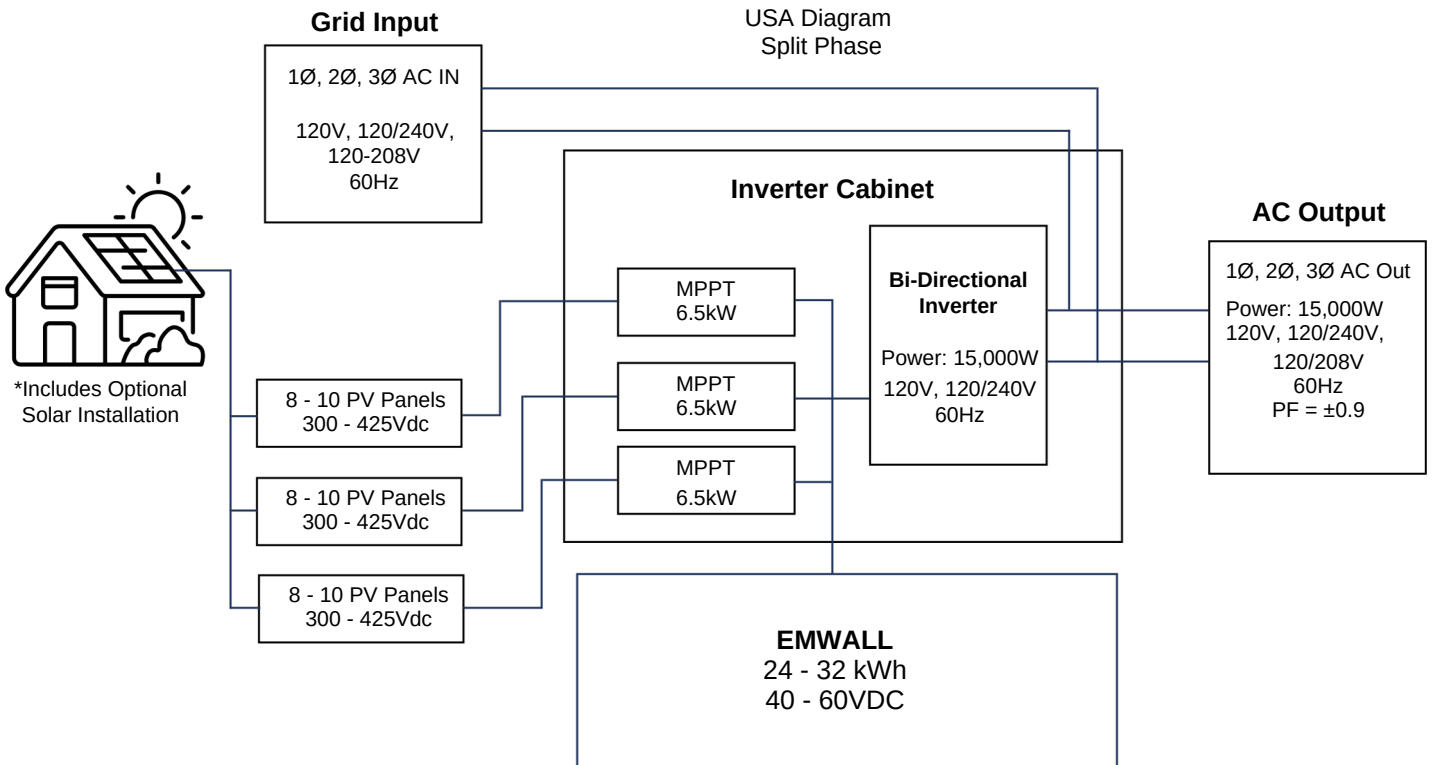 USA Diagram
Split Phase
Grid Input
1Ø, 2Ø, 3Ø AC IN
120V, 120/240V,
120-208V
60Hz
*Includes Optional
Solar Installation
8 - 10 PV Panels
300 - 425Vdc
8 - 10 PV Panels
300 - 425Vdc
8 - 10 PV Panels
300 - 425Vdc
Inverter Cabinet
MPPT
6.5kW
MPPT
6.5kW
MPPT
6.5kW
Bi-Directional
Inverter
Power: 15,000W
120V, 120/240V
60Hz
AC Output
1Ø, 2Ø, 3Ø AC Out
Power: 15,000W
120V, 120/240V,
120/208V
60Hz
PF = ±0.9
EMWALL
24 - 32 kWh
40 - 60VDC